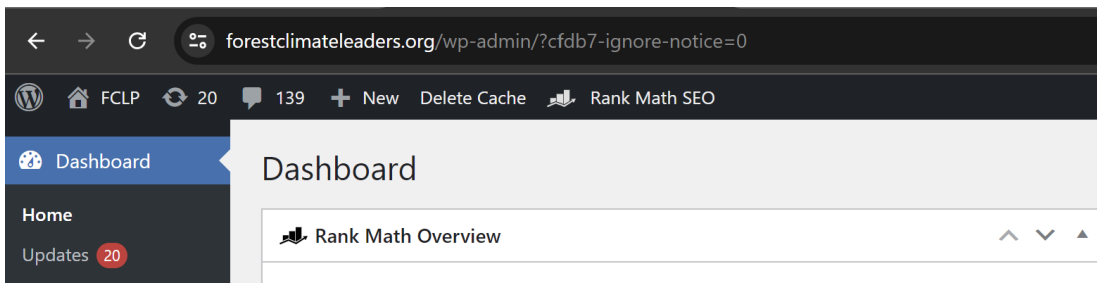 forestclimateleaders.org/wp-admin/?cfdb7-ignore-notice=0
FCLP 20 139 New Delete Cache Rank Math SEO
Dashboard
Dashboard
Home
Rank Math Overview
Updates 20